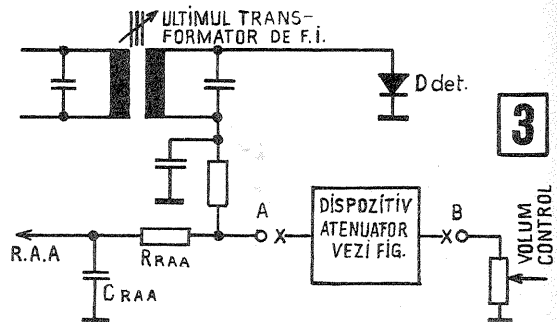 ULTIMUL TRANS-
FORMATOR DE F.I.
D det.
3
A
DISPOZITIV
ATENUATOR
VEZI FIG.
B
VOLUM
CONTROL
R.A.A
RRAA
CRAA